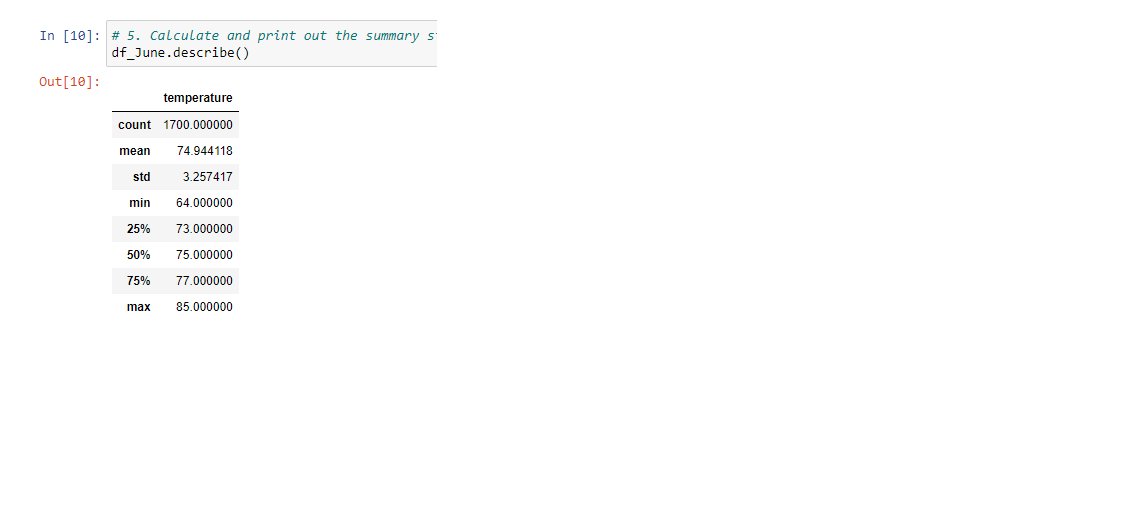 In [10]: # 5. Calculate and print out the summary
df_June.describe()
Out[10]:
temperature
count 1700.000000
mean 74.944118
std 3.257417
min 64.000000
25% 73.000000
50% 75.000000
75% 77.000000
max 85.000000